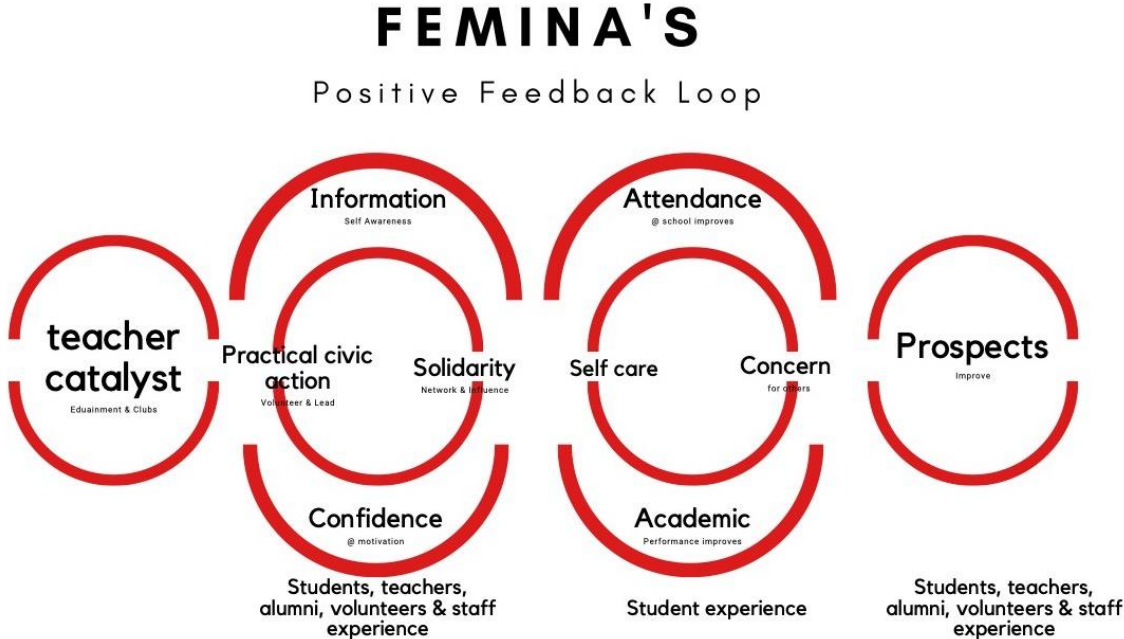 FEMINA'S
Positive Feedback Loop
teacher
catalyst
Eduainment & Clubs
Information
Self Awareness
Practical civic
action
Volunteer & Lead
Solidarity
Network & Influence
Confidence
@ motivation
Students, teachers,
alumni, volunteers & staff
experience
Attendance
@ school improves
Self care
Concern
for others
Academic
Performance improves
Student experience
Prospects
Improve
Students, teachers,
alumni, volunteers & staff
experience